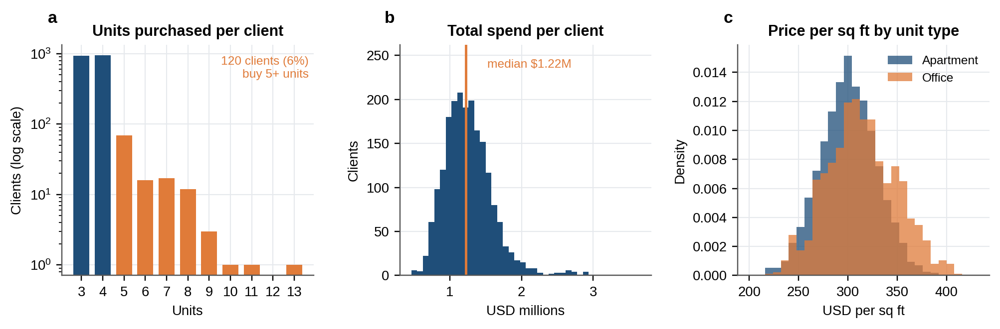 a
Units purchased per client
10³
10²
10¹
10⁰
Clients (log scale)
120 clients (6%)
buy 5+ units
3 4 5 6 7 8 9 10 11 12 13
Units
b
Total spend per client
250
200
150
100
50
0
Clients
median $1.22M
1 2 3
USD millions
c
Price per sq ft by unit type
0.014
0.012
0.010
0.008
0.006
0.004
0.002
0.000
Density
Apartment
Office
200 250 300 350 400
USD per sq ft